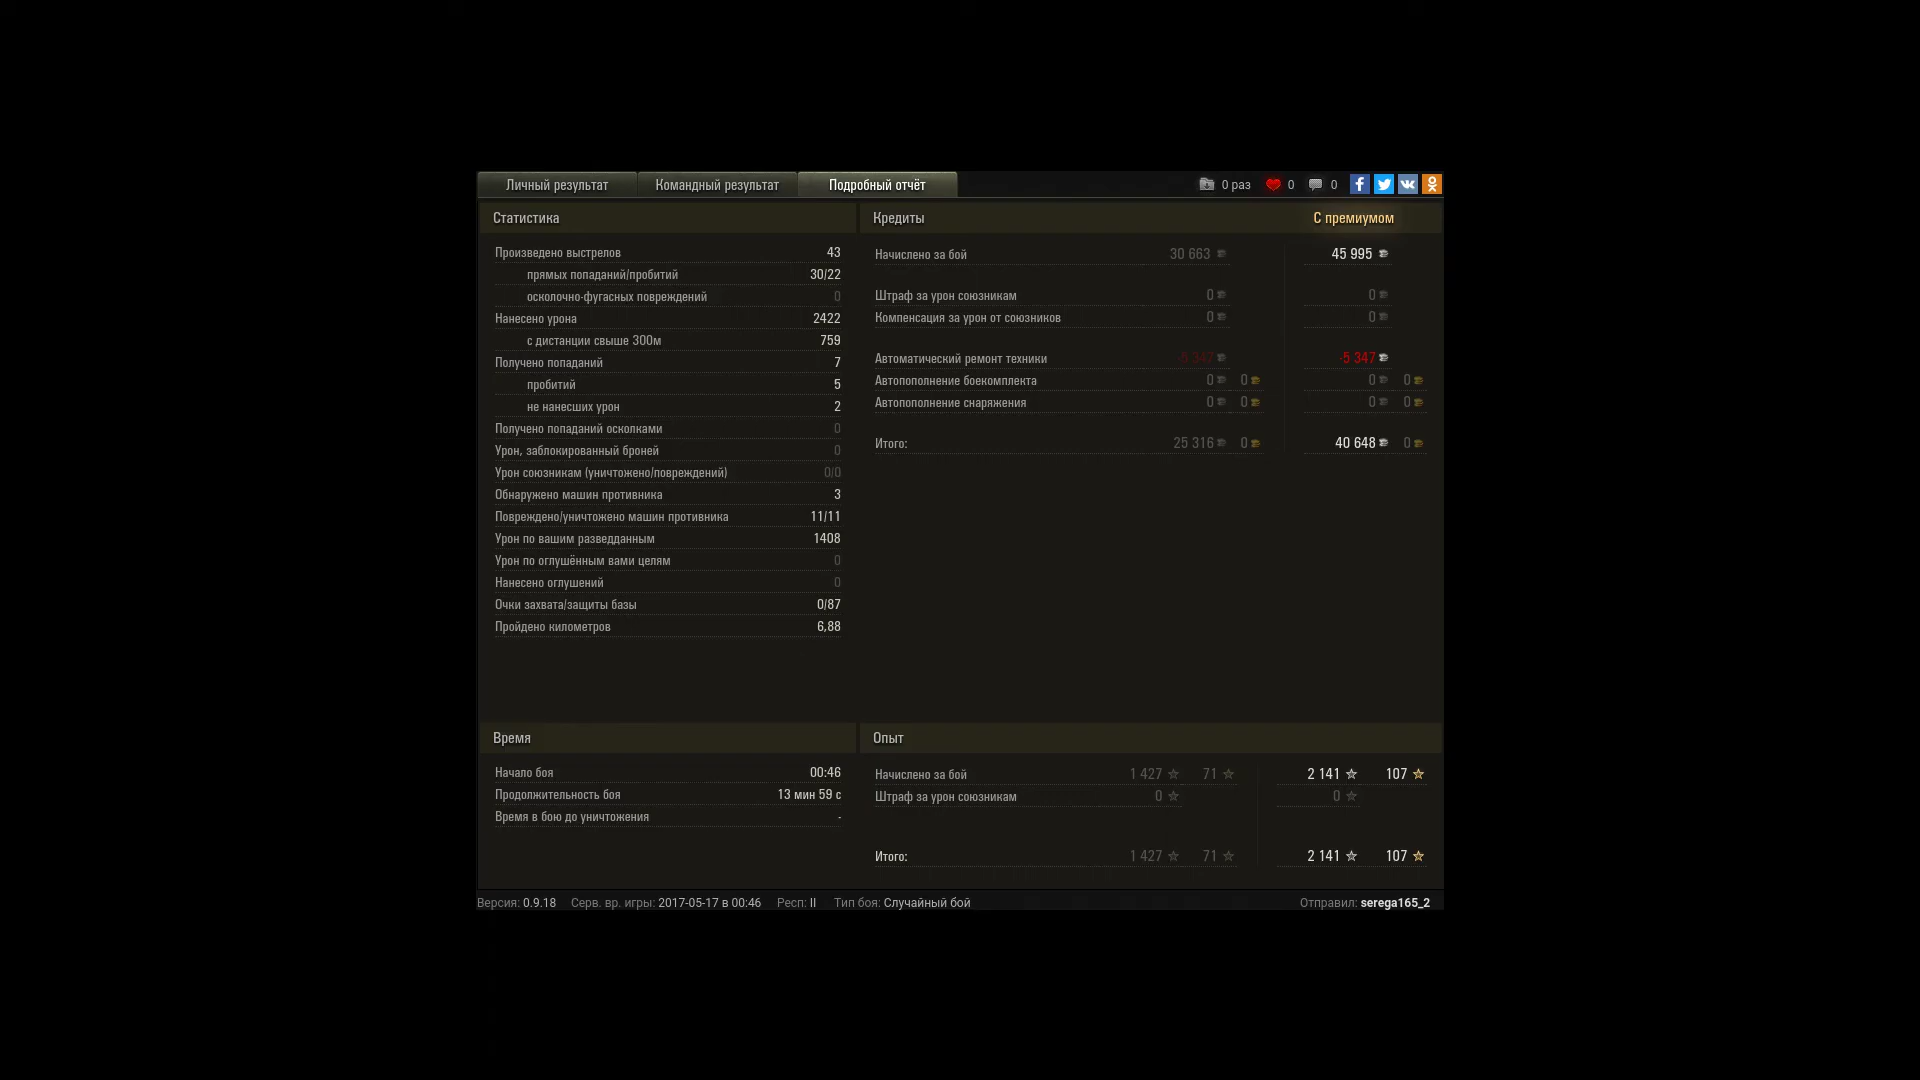 Личный результат Командный результат Подробный отчёт 0 раз 0 0
Статистика
Произведено выстрелов 43
прямых попаданий/пробитий 30/22
осколочно-фугасных повреждений 0
Нанесено урона 2422
с дистанции свыше 300м 759
Получено попаданий 7
пробитий 5
не нанесших урон 2
Получено попаданий осколками 0
Урон, заблокированный броней 0
Урон союзникам (уничтожено/повреждений) 0/0
Обнаружено машин противника 3
Повреждено/уничтожено машин противника 11/11
Урон по вашим разведданным 1408
Урон по оглушённым вами целям 0
Нанесено оглушений 0
Очки захвата/защиты базы 0/87
Пройдено километров 6,88
Кредиты С премиумом
Начислено за бой 30 663 45 995
Штраф за урон союзникам 0 0
Компенсация за урон от союзников 0 0
Автоматический ремонт техники -5 347 -5 347
Автопополнение боекомплекта 0 0 0 0
Автопополнение снаряжения 0 0 0 0
Итого: 25 316 0 40 648 0
Время
Начало боя 00:46
Продолжительность боя 13 мин 59 с
Время в бою до уничтожения -
Опыт
Начислено за бой 1 427 71 2 141 107
Штраф за урон союзникам 0 0
Итого: 1 427 71 2 141 107
Версия: 0.9.18 Серв. вр. игры: 2017-05-17 в 00:46 Респ: II Тип боя: Случайный бой Отправил: serega165_2